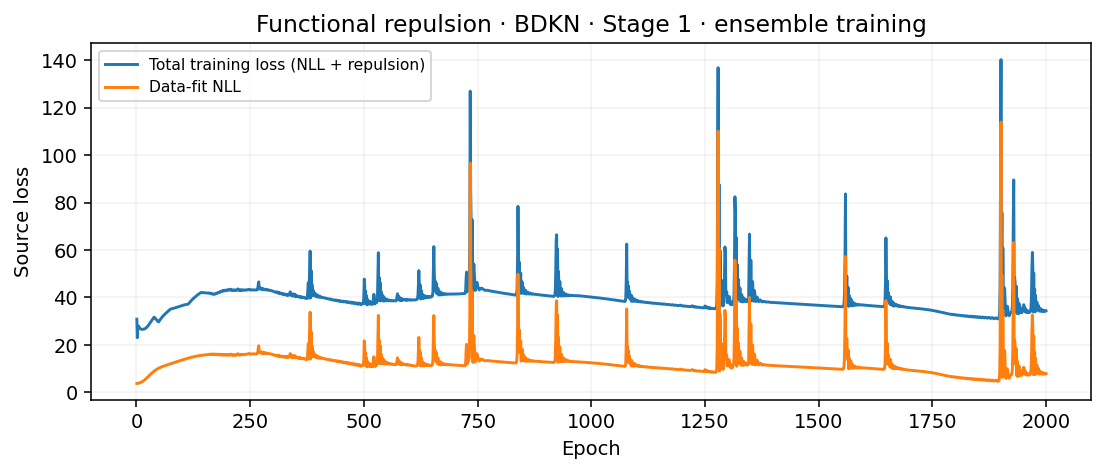 Functional repulsion · BDKN · Stage 1 · ensemble training
Total training loss (NLL + repulsion)
Data-fit NLL
Source loss
140
120
100
80
60
40
20
0
0 250 500 750 1000 1250 1500 1750 2000
Epoch